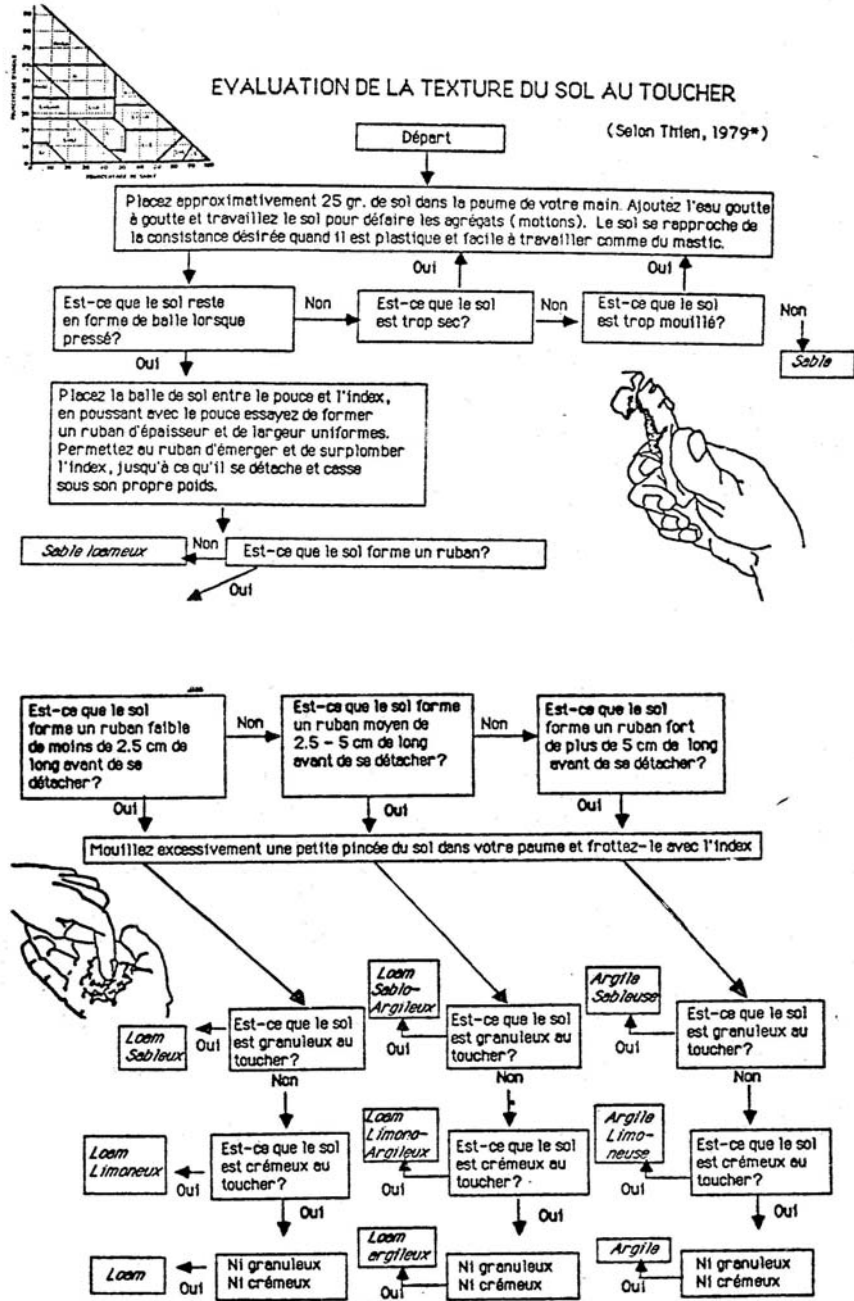 EVALUATION DE LA TEXTURE DU SOL AU TOUCHER
(Selon Thien, 1979*)
Départ
Placez approximativement 25 gr. de sol dans la paume de votre main. Ajoutez l'eau goutte
à goutte et travaillez le sol pour défaire les agrégats (mottons). Le sol se rapproche de
la consistance désirée quand il est plastique et facile à travailler comme du mastic.
Oui
Oui
Est-ce que le sol reste
en forme de balle lorsque
pressé?
Non
Est-ce que le sol
est trop sec?
Non
Est-ce que le sol
est trop mouillé?
Non
Sable
Oui
Placez la balle de sol entre le pouce et l'index,
en poussant avec le pouce essayez de former
un ruban d'épaisseur et de largeur uniformes.
Permettez au ruban d'émerger et de surplomber
l'index, jusqu'à ce qu'il se détache et casse
sous son propre poids.
Sable loameux
Non
Est-ce que le sol forme un ruban?
Oui
Est-ce que le sol
forme un ruban faible
de moins de 2.5 cm de
long avant de se
détacher?
Non
Est-ce que le sol forme
un ruban moyen de
2.5 - 5 cm de long
avant de se détacher?
Non
Est-ce que le sol
forme un ruban fort
de plus de 5 cm de long
avant de se détacher?
Oui
Oui
Oui
Mouillez excessivement une petite pincée du sol dans votre paume et frottez-le avec l'index
Loam
Sableux
Oui
Est-ce que le sol
est granuleux au
toucher?
Non
Loam
Sablo-
Argileux
Oui
Est-ce que le sol
est granuleux au
toucher?
Non
Argile
Sableuse
Oui
Est-ce que le sol
est granuleux au
toucher?
Non
Loam
Limoneux
Oui
Est-ce que le sol
est crémeux au
toucher?
Oui
Loam
Limono-
Argileux
Oui
Est-ce que le sol
est crémeux au
toucher?
Oui
Argile
Limo-
neuse
Oui
Est-ce que le sol
est crémeux au
toucher?
Oui
Loam
Oui
Ni granuleux
Ni crémeux
Loam
argileux
Oui
Ni granuleux
Ni crémeux
Argile
Oui
Ni granuleux
Ni crémeux